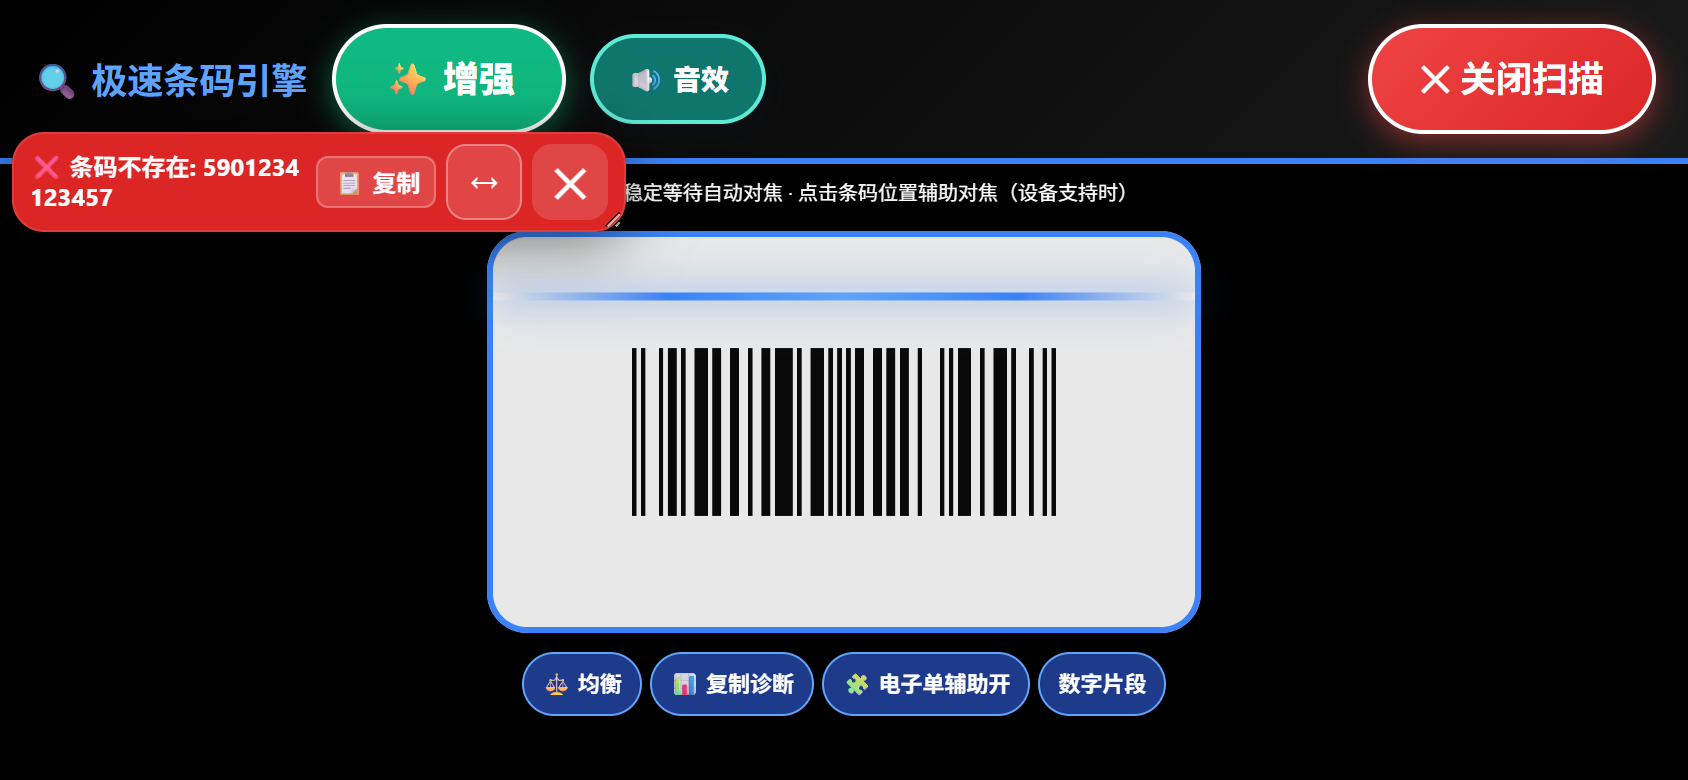 🔍 极速条码引擎
✨ 增强
🔊 音效
✕ 关闭扫描
❌ 条码不存在: 5901234
123457
📋 复制
↔
✕
稳定等待自动对焦 · 点击条码位置辅助对焦（设备支持时）
⚖ 均衡
📊 复制诊断
🧩 电子单辅助开
数字片段